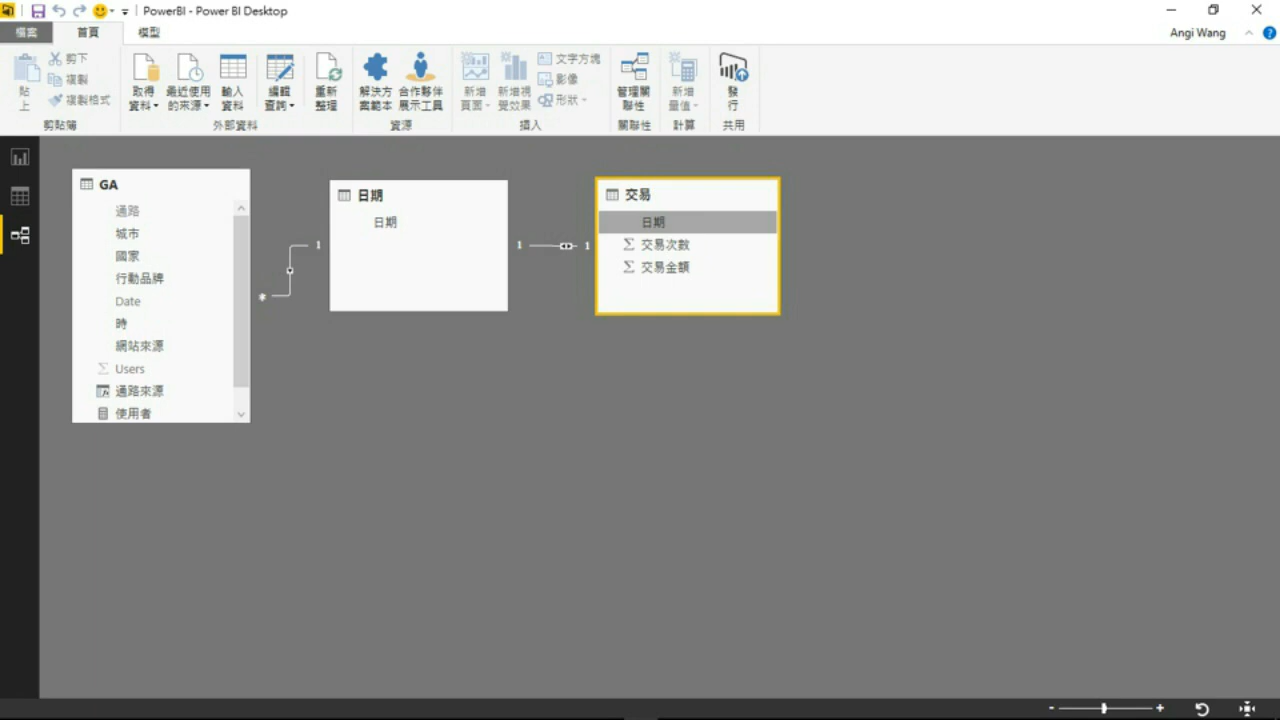 PowerBI - Power BI Desktop
檔案 首頁 模型 Angi Wang
貼上 剪下 複製 複製格式 取得資料 最近使用的來源 輸入資料 編輯查詢 重新整理 解決方案範本 合作夥伴展示工具 新增頁面 新增視覺效果 文字方塊 影像 形狀 管理關聯性 新增量值 發行
剪貼簿 外部資料 資源 插入 關聯性 計算 共用
GA
通路
城市
國家
行動品牌
Date
時
網站來源
Σ Users
通路來源
使用者
* 1
日期
日期
1 1
交易
日期
Σ 交易次數
Σ 交易金額
- +